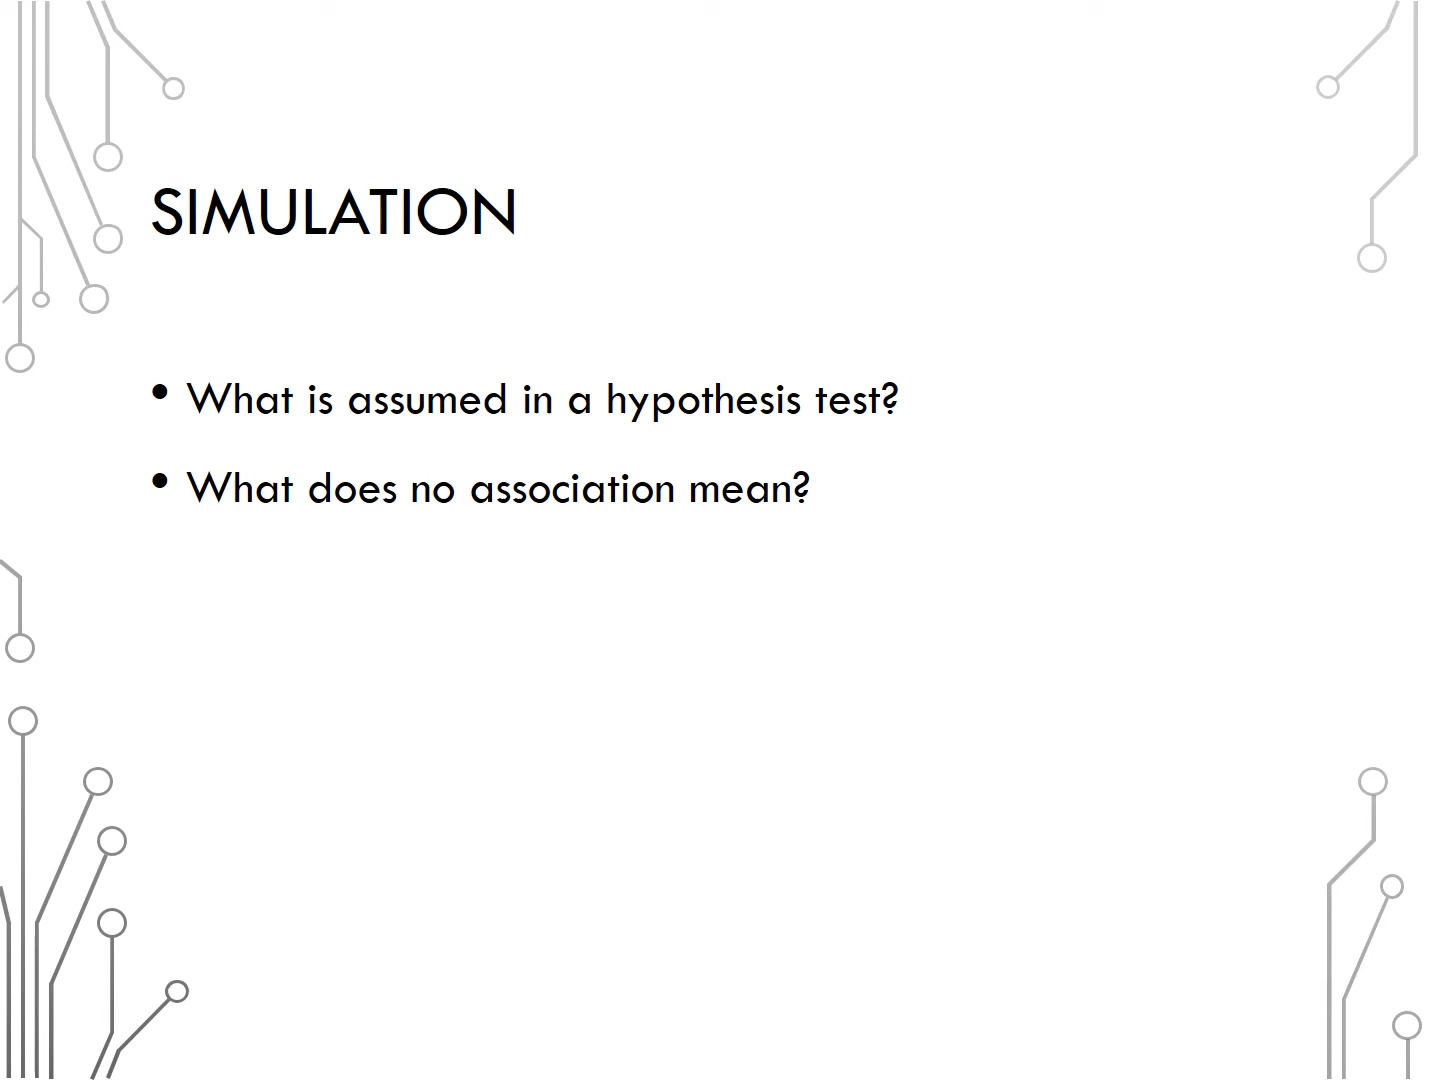 SIMULATION
• What is assumed in a hypothesis test?
• What does no association mean?